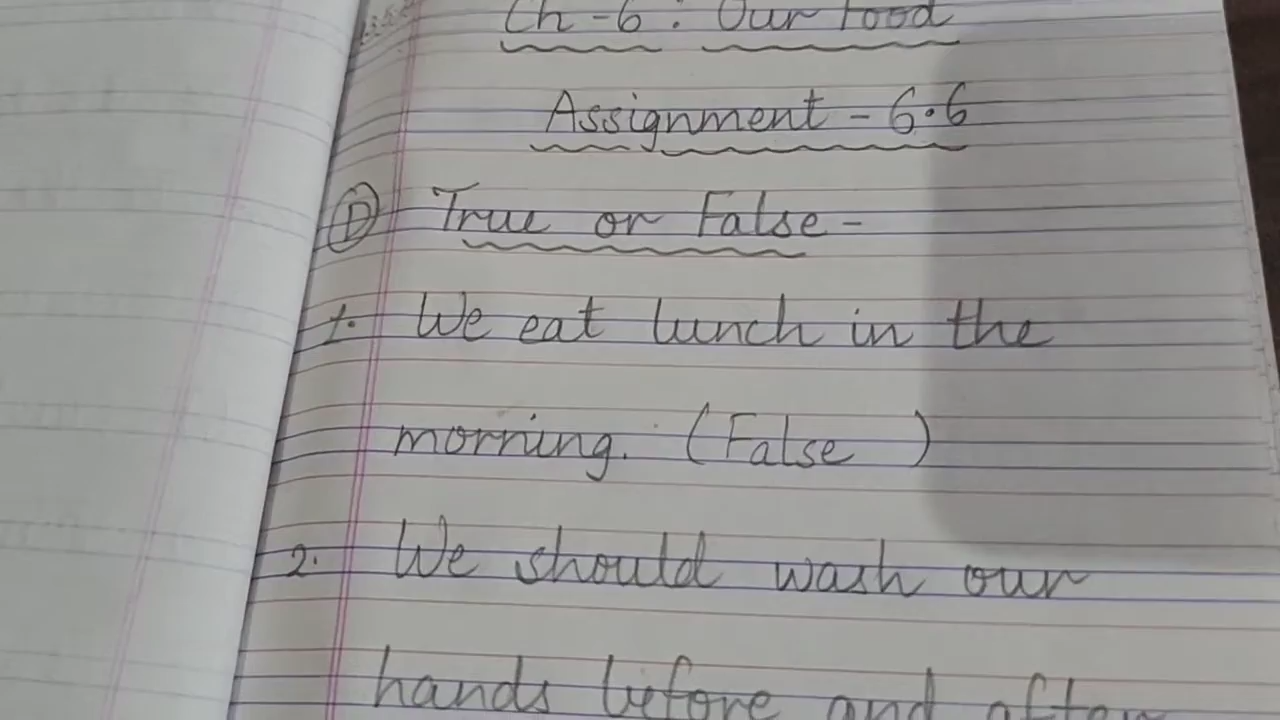 Ch-6: Our Food
Assignment - 6.6
(D) True or False -
1. We eat lunch in the
morning. (False )
2. We should wash our
hands before and after